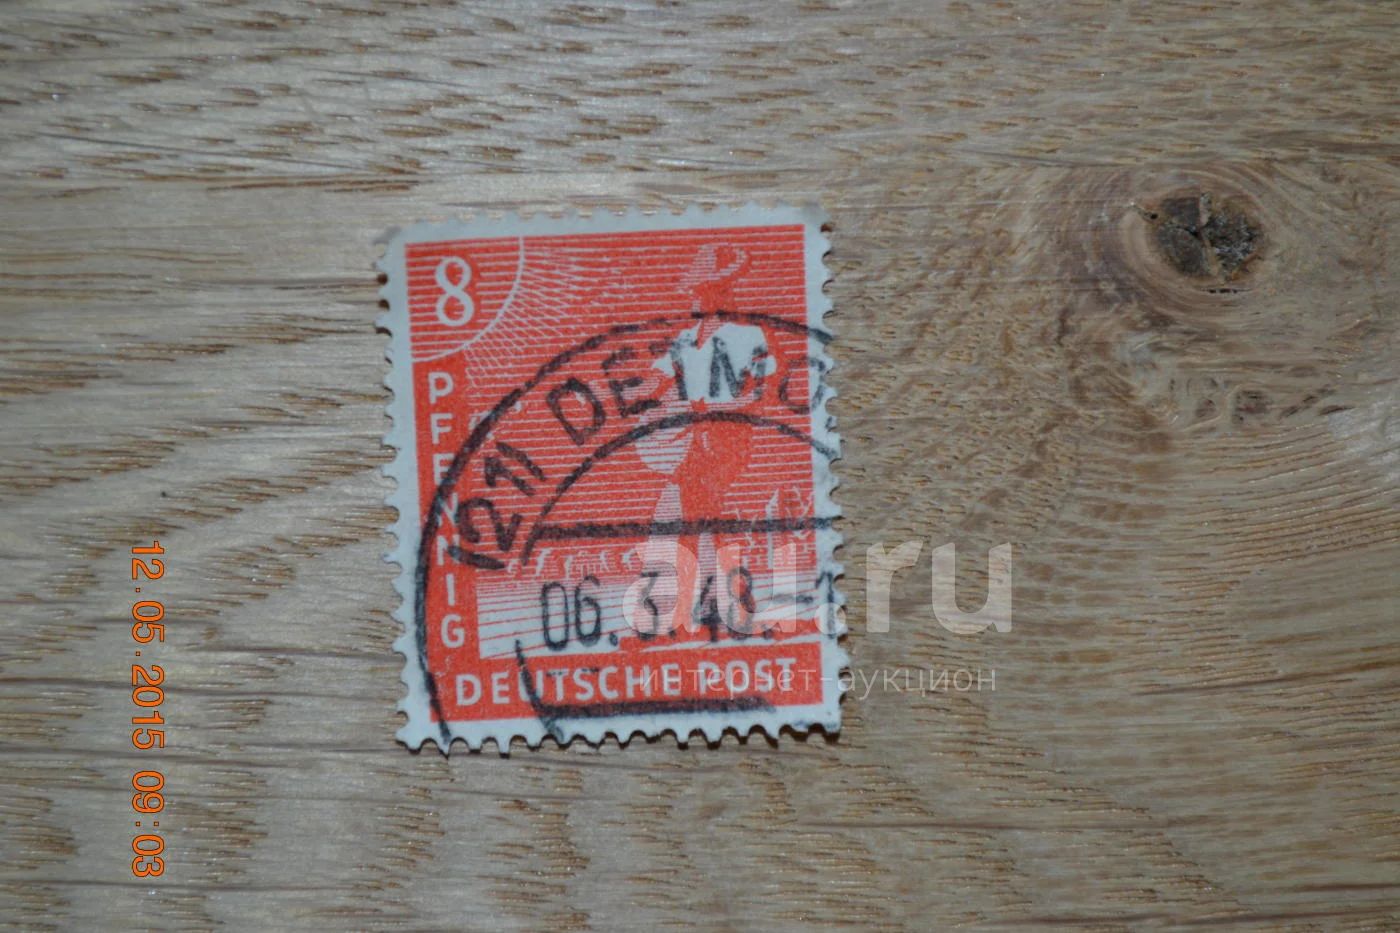 8
PFENNIG
(21) DETMO
06.3.48.-1
DEUTSCHE POST
au.ru
интернет-аукцион
12.05.2015 09:03